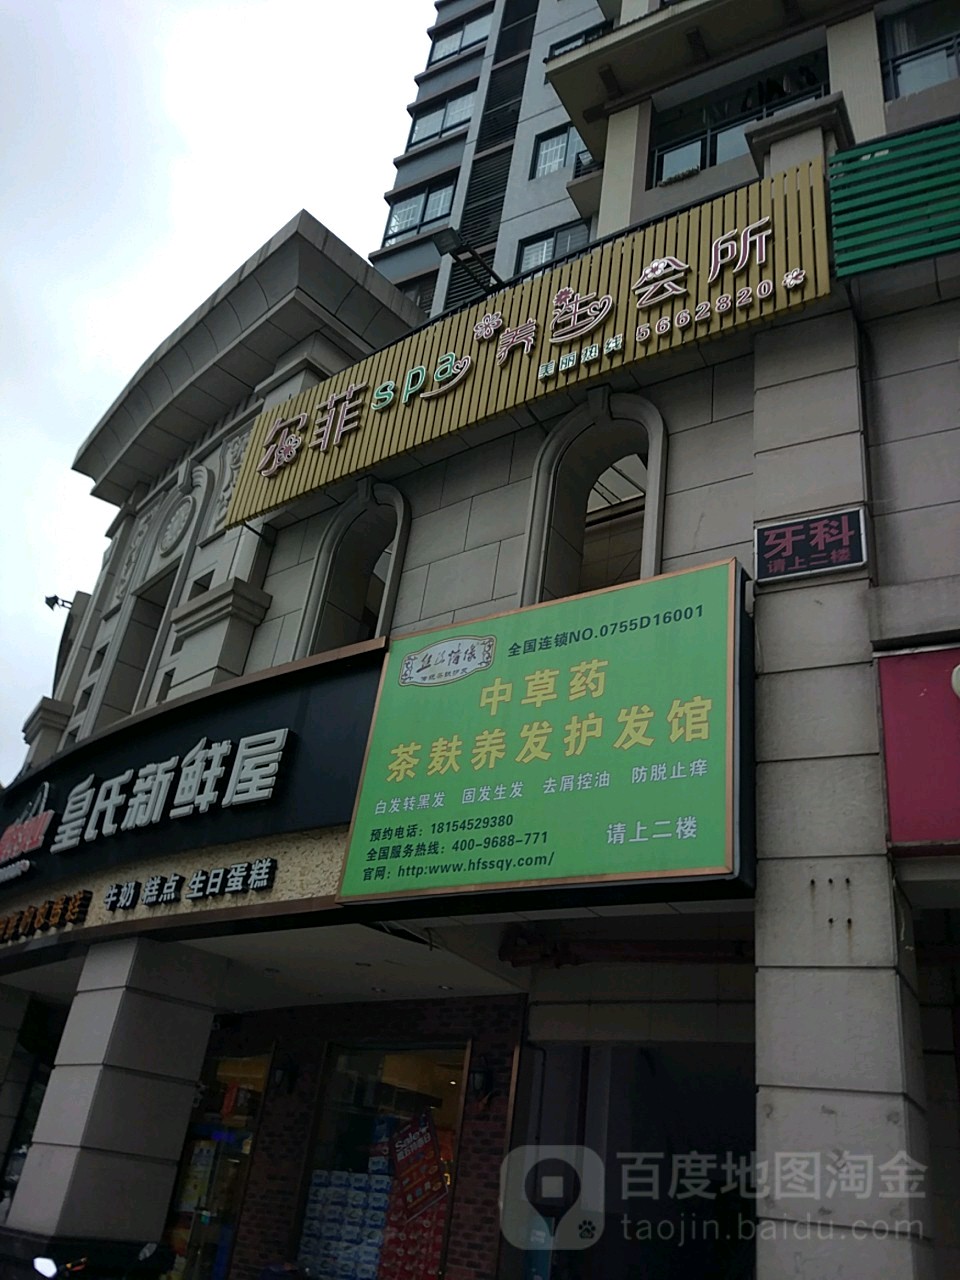 尔菲spa养生会所
美丽热线 5662820
牙科
请上二楼
全国连锁NO.0755D16001
中草药
茶麸养发护发馆
白发转黑发 固发生发 去屑控油 防脱止痒
预约电话：18154529380
请上二楼
全国服务热线：400-9688-771
官网：http:www.hfssqy.com/
皇氏新鲜屋
牛奶 糕点 生日蛋糕
Sale
百度地图淘金
taojin.baidu.com